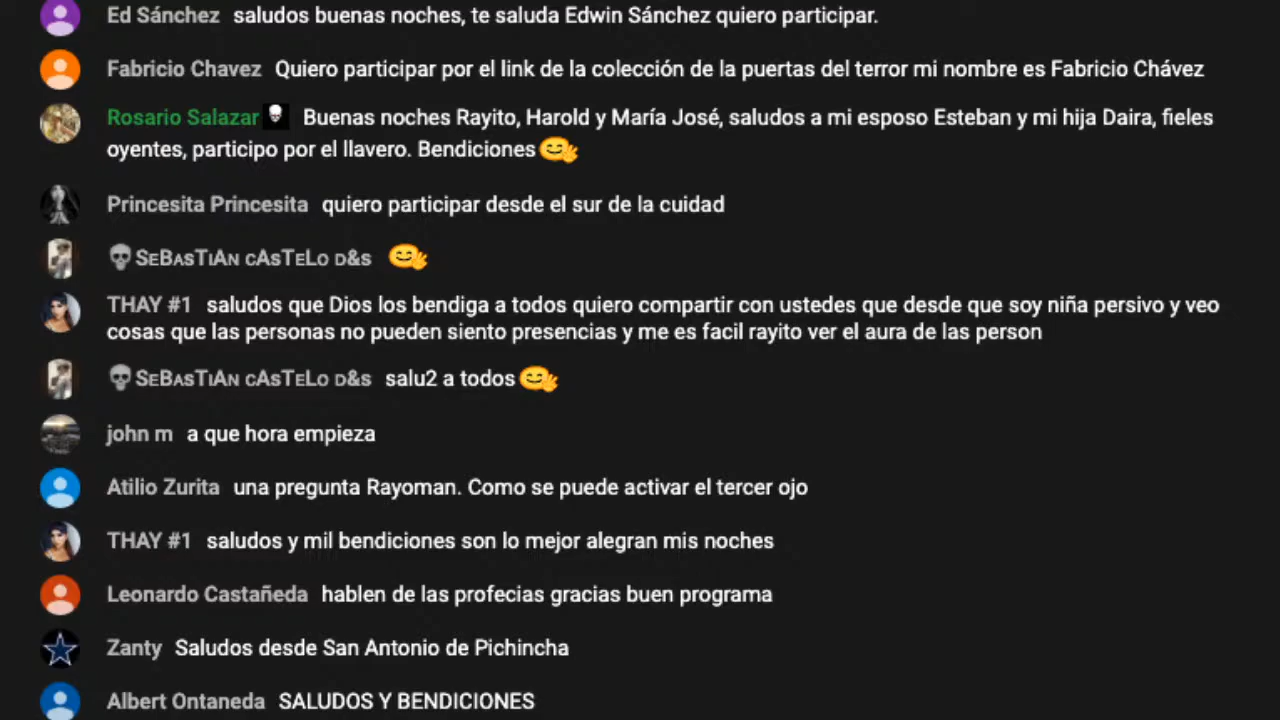 Ed Sánchez saludos buenas noches, te saluda Edwin Sánchez quiero participar.
Fabricio Chavez Quiero participar por el link de la colección de la puertas del terror mi nombre es Fabricio Chávez
Rosario Salazar Buenas noches Rayito, Harold y María José, saludos a mi esposo Esteban y mi hija Daira, fieles
oyentes, participo por el llavero. Bendiciones😊👋
Princesita Princesita quiero participar desde el sur de la cuidad
💀SeBAsTiAn cAsTeLo d&s 😊👋
THAY #1 saludos que Dios los bendiga a todos quiero compartir con ustedes que desde que soy niña persivo y veo
cosas que las personas no pueden siento presencias y me es facil rayito ver el aura de las person
💀SeBAsTiAn cAsTeLo d&s salu2 a todos😊👋
john m a que hora empieza
Atilio Zurita una pregunta Rayoman. Como se puede activar el tercer ojo
THAY #1 saludos y mil bendiciones son lo mejor alegran mis noches
Leonardo Castañeda hablen de las profecias gracias buen programa
Zanty Saludos desde San Antonio de Pichincha
Albert Ontaneda SALUDOS Y BENDICIONES